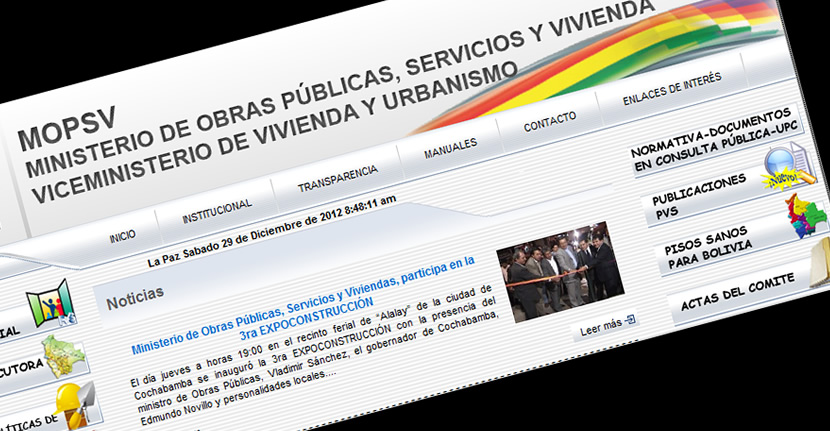 MOPSV
MINISTERIO DE OBRAS PÚBLICAS, SERVICIOS Y VIVIENDA
VICEMINISTERIO DE VIVIENDA Y URBANISMO
INICIO
INSTITUCIONAL
TRANSPARENCIA
MANUALES
CONTACTO
ENLACES DE INTERÉS
La Paz Sabado 29 de Diciembre de 2012 8:48:11 am
Noticias
Ministerio de Obras Públicas, Servicios y Viviendas, participa en la
3ra EXPOCONSTRUCCIÓN
El día jueves a horas 19:00 en el recinto ferial de “Alalay” de la ciudad de
Cochabamba se inauguró la 3ra EXPOCONSTRUCCIÓN con la presencia del
ministro de Obras Públicas, Vladimir Sánchez, el gobernador de Cochabamba,
Edmundo Novillo y personalidades locales....
Leer más
NORMATIVA-DOCUMENTOS
EN CONSULTA PÚBLICA-UPC
¡NUEVO!
PUBLICACIONES
PVS
PISOS SANOS
PARA BOLIVIA
ACTAS DEL COMITE
IAL
CUTORA
LÍTICAS DE